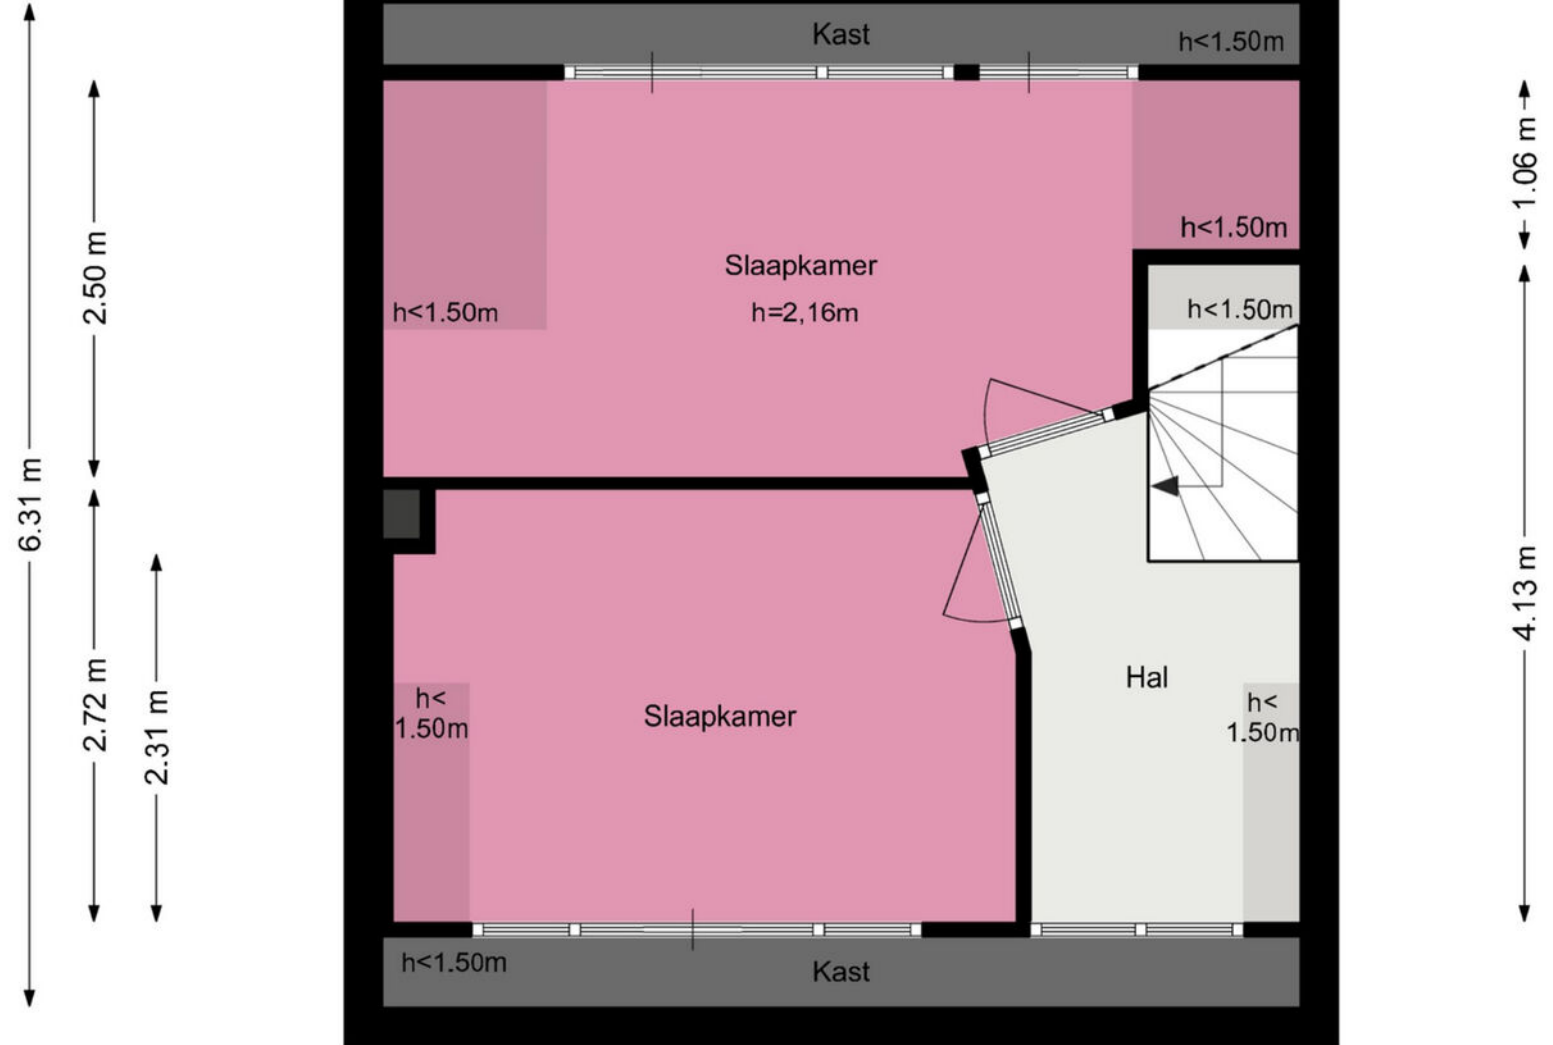 Kast
h<1.50m
h<1.50m
Slaapkamer
h=2,16m
h<1.50m
h<1.50m
2.50 m
1.06 m
6.31 m
2.72 m
2.31 m
4.13 m
Hal
h<
1.50m
Slaapkamer
h<
1.50m
h<1.50m
Kast